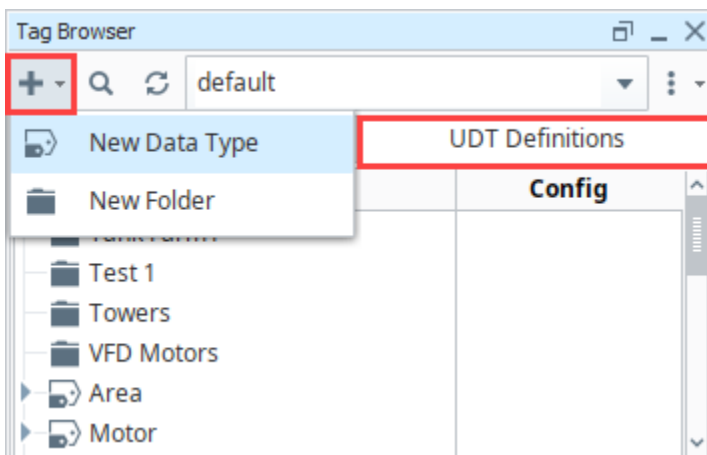 Tag Browser
default
New Data Type
UDT Definitions
New Folder
Config
Test 1
Towers
VFD Motors
Area
Motor